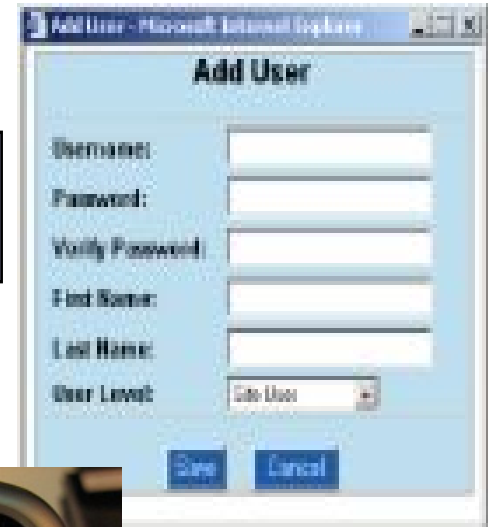 Add User - Microsoft Internet Explorer
Add User
Username:
Password:
Verify Password:
First Name:
Last Name:
User Level:
Site User
Save
Cancel